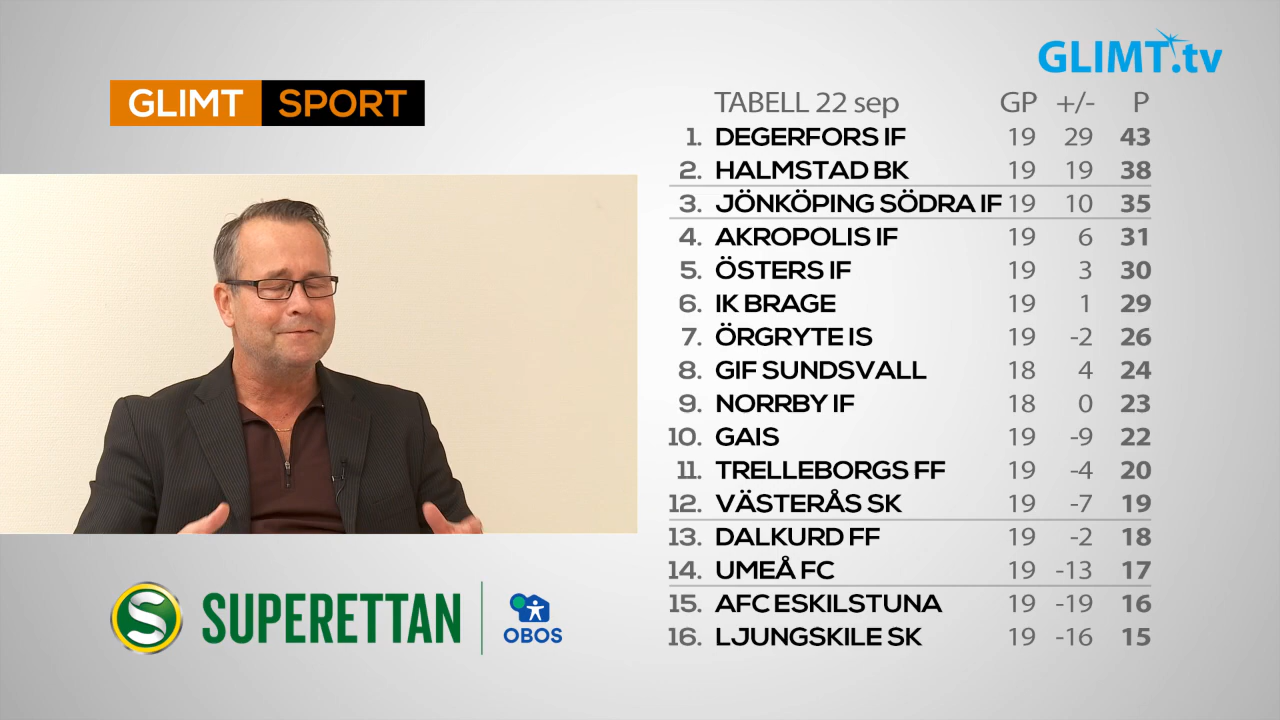 GLIMT.tv
GLIMT SPORT
TABELL 22 sep GP +/- P
1. DEGERFORS IF 19 29 43
2. HALMSTAD BK 19 19 38
3. JÖNKÖPING SÖDRA IF 19 10 35
4. AKROPOLIS IF 19 6 31
5. ÖSTERS IF 19 3 30
6. IK BRAGE 19 1 29
7. ÖRGRYTE IS 19 -2 26
8. GIF SUNDSVALL 18 4 24
9. NORRBY IF 18 0 23
10. GAIS 19 -9 22
11. TRELLEBORGS FF 19 -4 20
12. VÄSTERÅS SK 19 -7 19
13. DALKURD FF 19 -2 18
14. UMEÅ FC 19 -13 17
15. AFC ESKILSTUNA 19 -19 16
16. LJUNGSKILE SK 19 -16 15
S SUPERETTAN OBOS